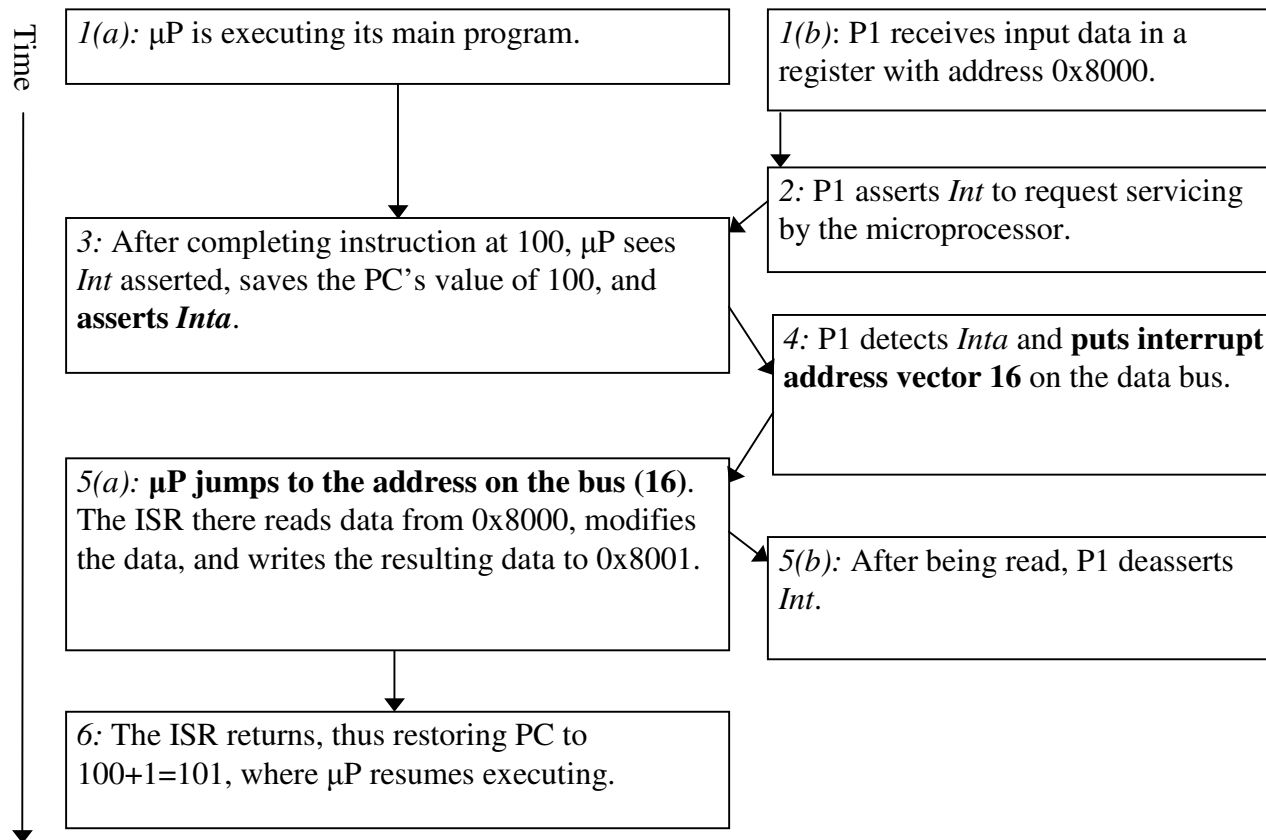 Time
1(a): μP is executing its main program.
1(b): P1 receives input data in a
register with address 0x8000.
2: P1 asserts Int to request servicing
by the microprocessor.
3: After completing instruction at 100, μP sees
Int asserted, saves the PC’s value of 100, and
asserts Inta.
4: P1 detects Inta and puts interrupt
address vector 16 on the data bus.
5(a): μP jumps to the address on the bus (16).
The ISR there reads data from 0x8000, modifies
the data, and writes the resulting data to 0x8001.
5(b): After being read, P1 deasserts
Int.
6: The ISR returns, thus restoring PC to
100+1=101, where μP resumes executing.